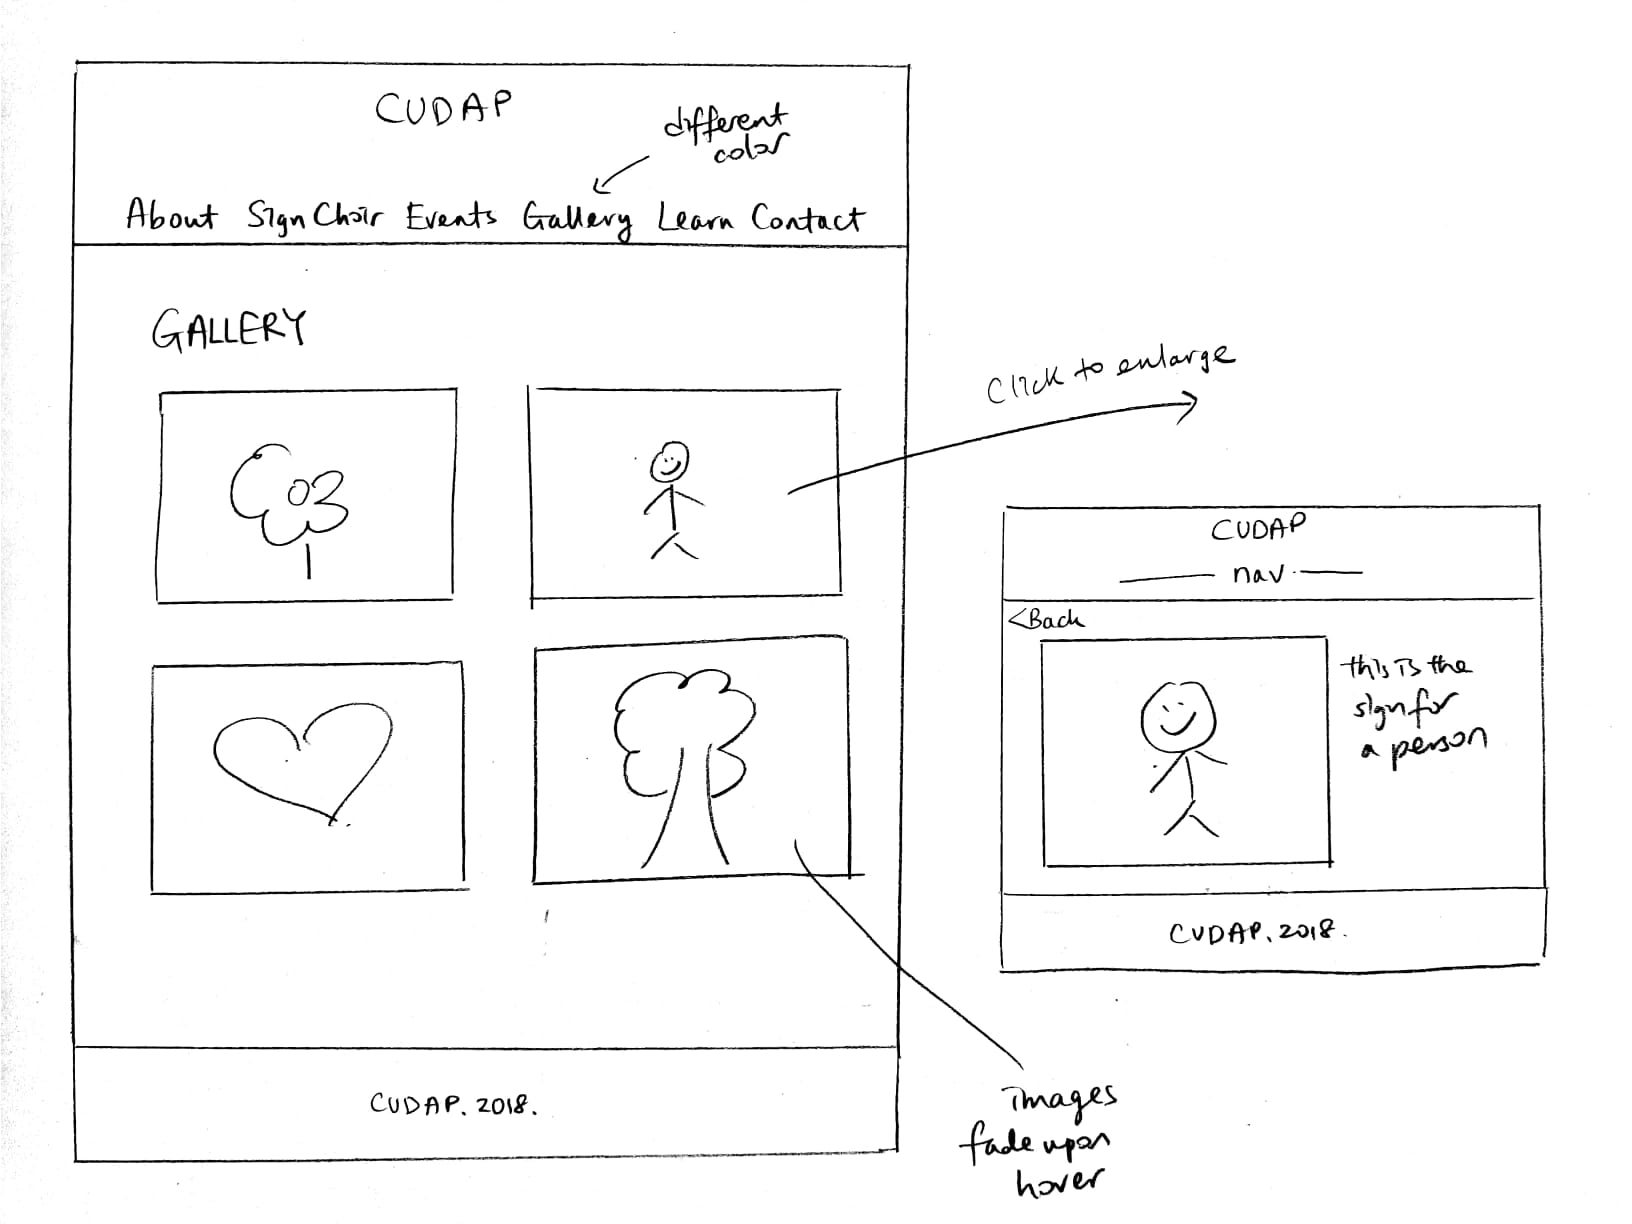 CUDAP
different
color
About Sign Choir Events Gallery Learn Contact
GALLERY
Click to enlarge
CUDAP
nav
<Back
this is the
sign for
a person
CUDAP. 2018.
CUDAP. 2018.
images
fade upon
hover